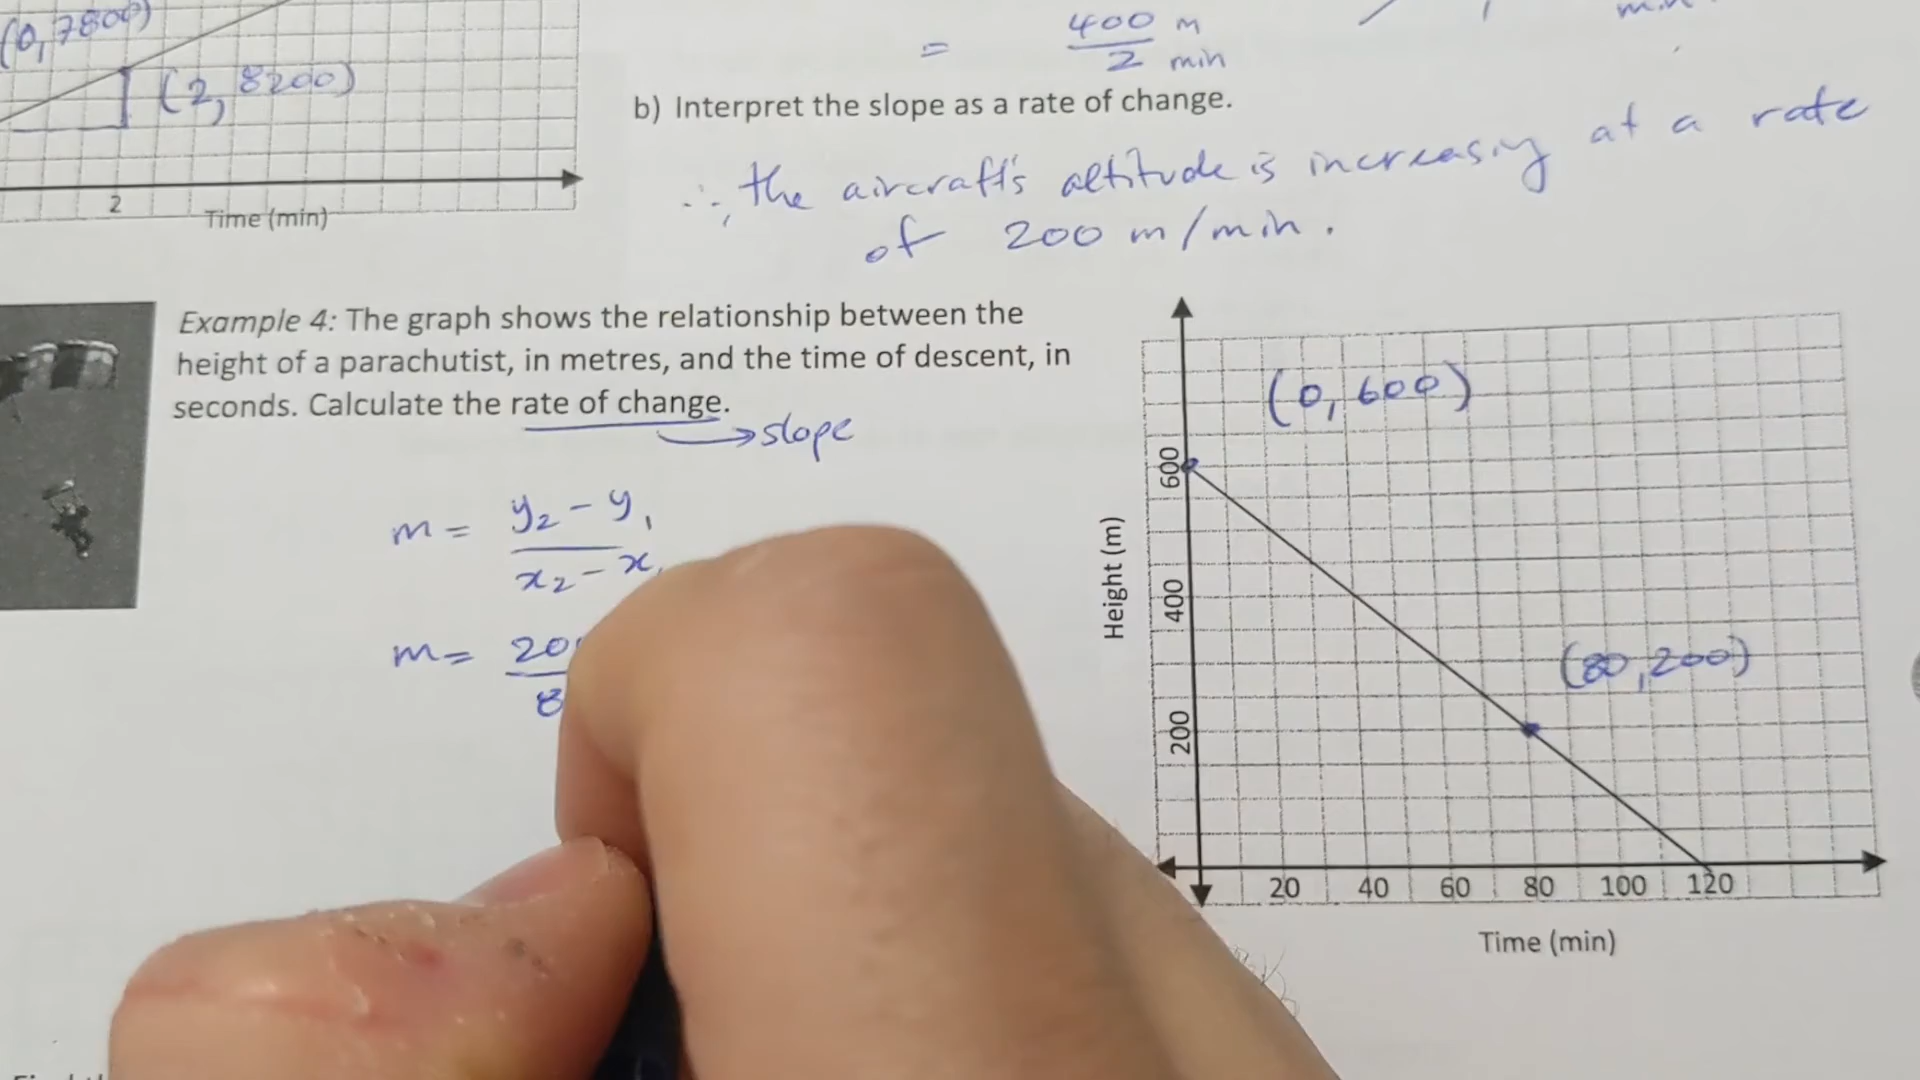 (0, 7800)
(2, 8200)
2
Time (min)
= 400 m
2 min
b) Interpret the slope as a rate of change.
∴, the aircraft's altitude is increasing at a rate
of 200 m/min.
Example 4: The graph shows the relationship between the
height of a parachutist, in metres, and the time of descent, in
seconds. Calculate the rate of change.
→slope
m = y₂ - y₁
x₂ - x
m = 20
8
(0, 600)
(80, 200)
Height (m)
600
400
200
20 40 60 80 100 120
Time (min)